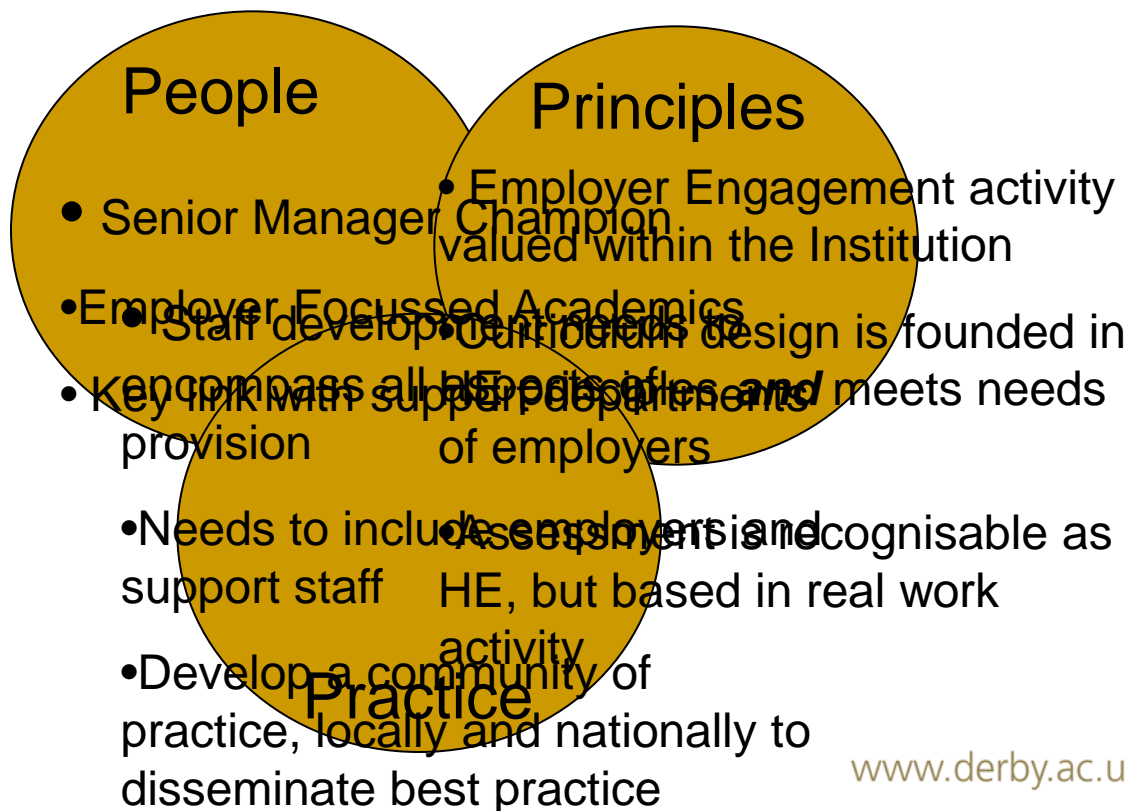 People
• Senior Manager Champion
•Employer Focussed Academics
• Key link with support departments
Principles
• Employer Engagement activity
valued within the Institution
•Curriculum design is founded in
HE principles and meets needs
of employers
•Assessment is recognisable as
HE, but based in real work
activity
Practice
• Staff development needs to
encompass all aspects of
provision
•Needs to include employers and
support staff
•Develop a community of
practice, locally and nationally to
disseminate best practice
www.derby.ac.u